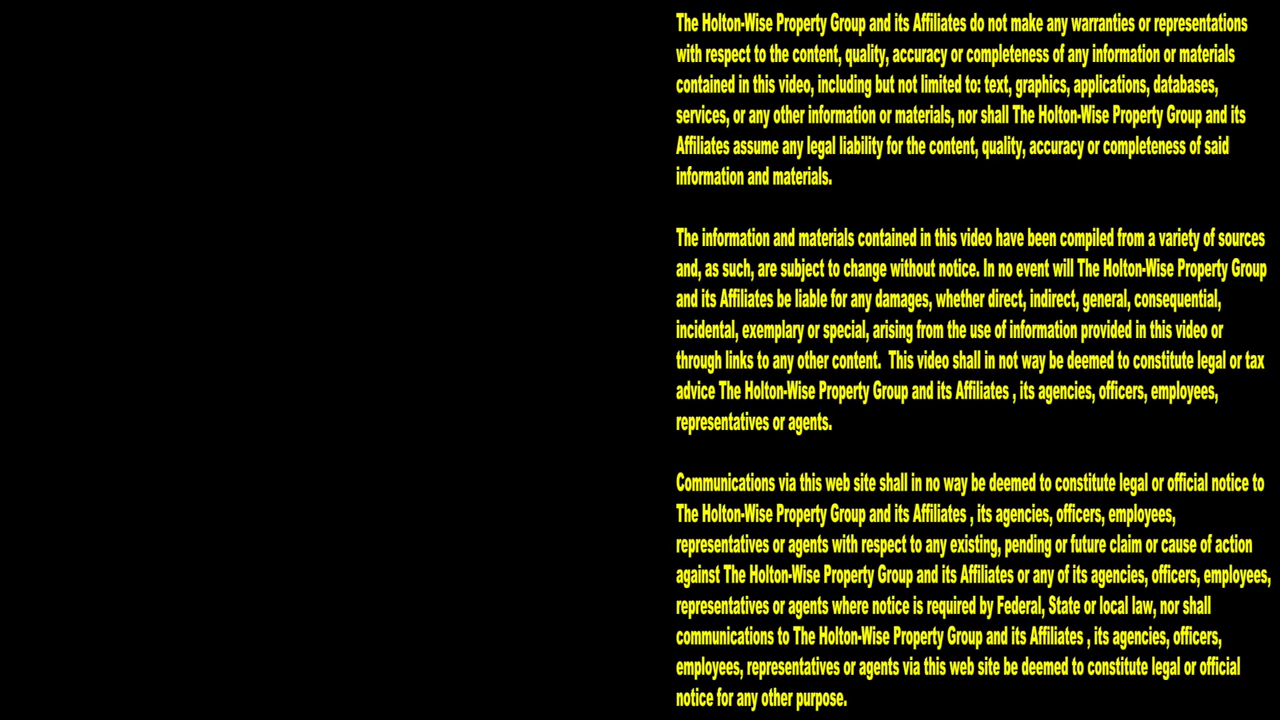 The Holton-Wise Property Group and its Affiliates do not make any warranties or representations
with respect to the content, quality, accuracy or completeness of any information or materials
contained in this video, including but not limited to: text, graphics, applications, databases,
services, or any other information or materials, nor shall The Holton-Wise Property Group and its
Affiliates assume any legal liability for the content, quality, accuracy or completeness of said
information and materials.
The information and materials contained in this video have been compiled from a variety of sources
and, as such, are subject to change without notice. In no event will The Holton-Wise Property Group
and its Affiliates be liable for any damages, whether direct, indirect, general, consequential,
incidental, exemplary or special, arising from the use of information provided in this video or
through links to any other content.  This video shall in not way be deemed to constitute legal or tax
advice The Holton-Wise Property Group and its Affiliates , its agencies, officers, employees,
representatives or agents.
Communications via this web site shall in no way be deemed to constitute legal or official notice to
The Holton-Wise Property Group and its Affiliates , its agencies, officers, employees,
representatives or agents with respect to any existing, pending or future claim or cause of action
against The Holton-Wise Property Group and its Affiliates or any of its agencies, officers, employees,
representatives or agents where notice is required by Federal, State or local law, nor shall
communications to The Holton-Wise Property Group and its Affiliates , its agencies, officers,
employees, representatives or agents via this web site be deemed to constitute legal or official
notice for any other purpose.